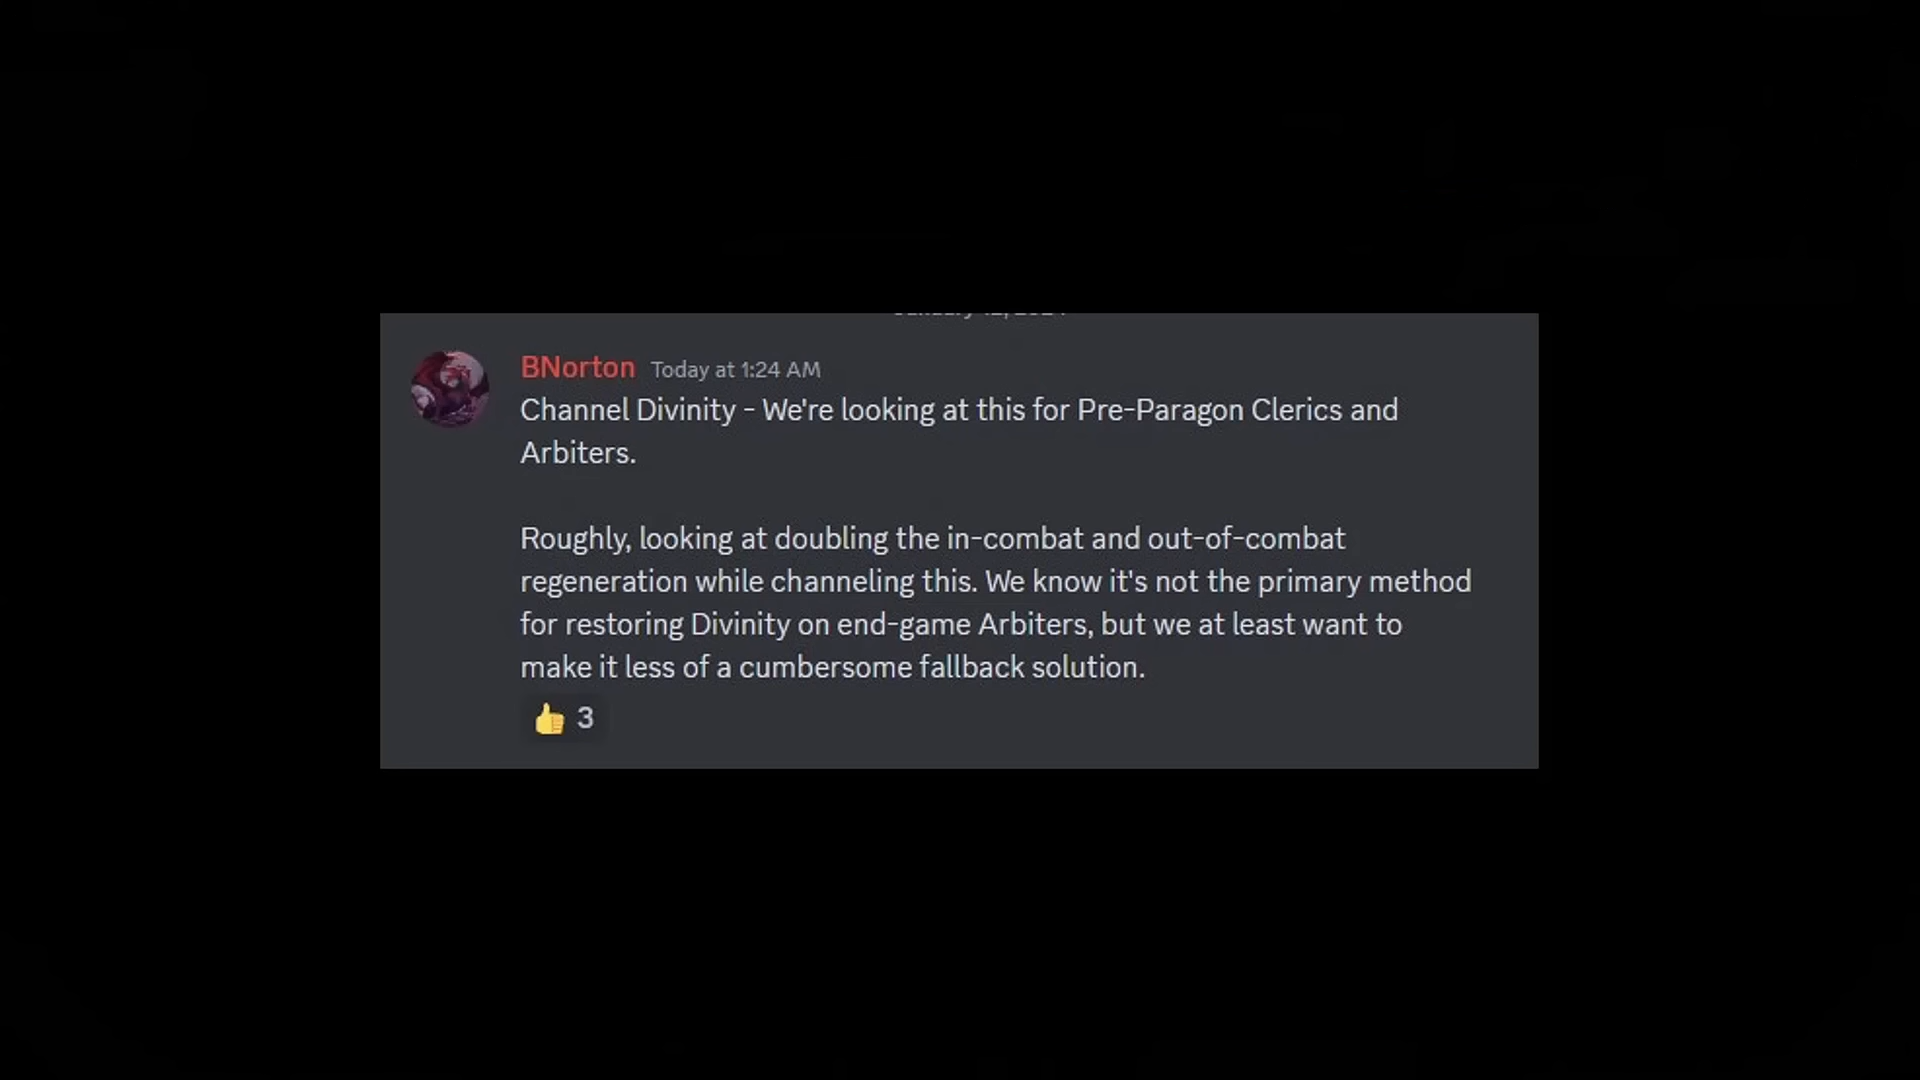 BNorton Today at 1:24 AM
Channel Divinity - We're looking at this for Pre-Paragon Clerics and
Arbiters.
Roughly, looking at doubling the in-combat and out-of-combat
regeneration while channeling this. We know it's not the primary method
for restoring Divinity on end-game Arbiters, but we at least want to
make it less of a cumbersome fallback solution.
3